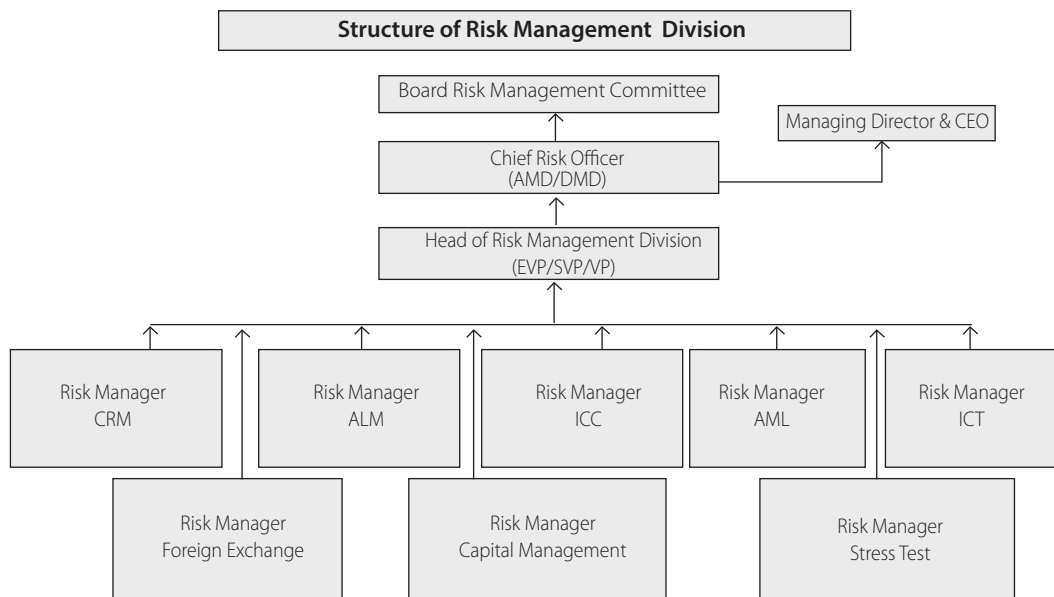 Structure of Risk Management Division
Board Risk Management Committee
Managing Director & CEO
Chief Risk Officer
(AMD/DMD)
Head of Risk Management Division
(EVP/SVP/VP)
Risk Manager
CRM
Risk Manager
ALM
Risk Manager
ICC
Risk Manager
AML
Risk Manager
ICT
Risk Manager
Foreign Exchange
Risk Manager
Capital Management
Risk Manager
Stress Test